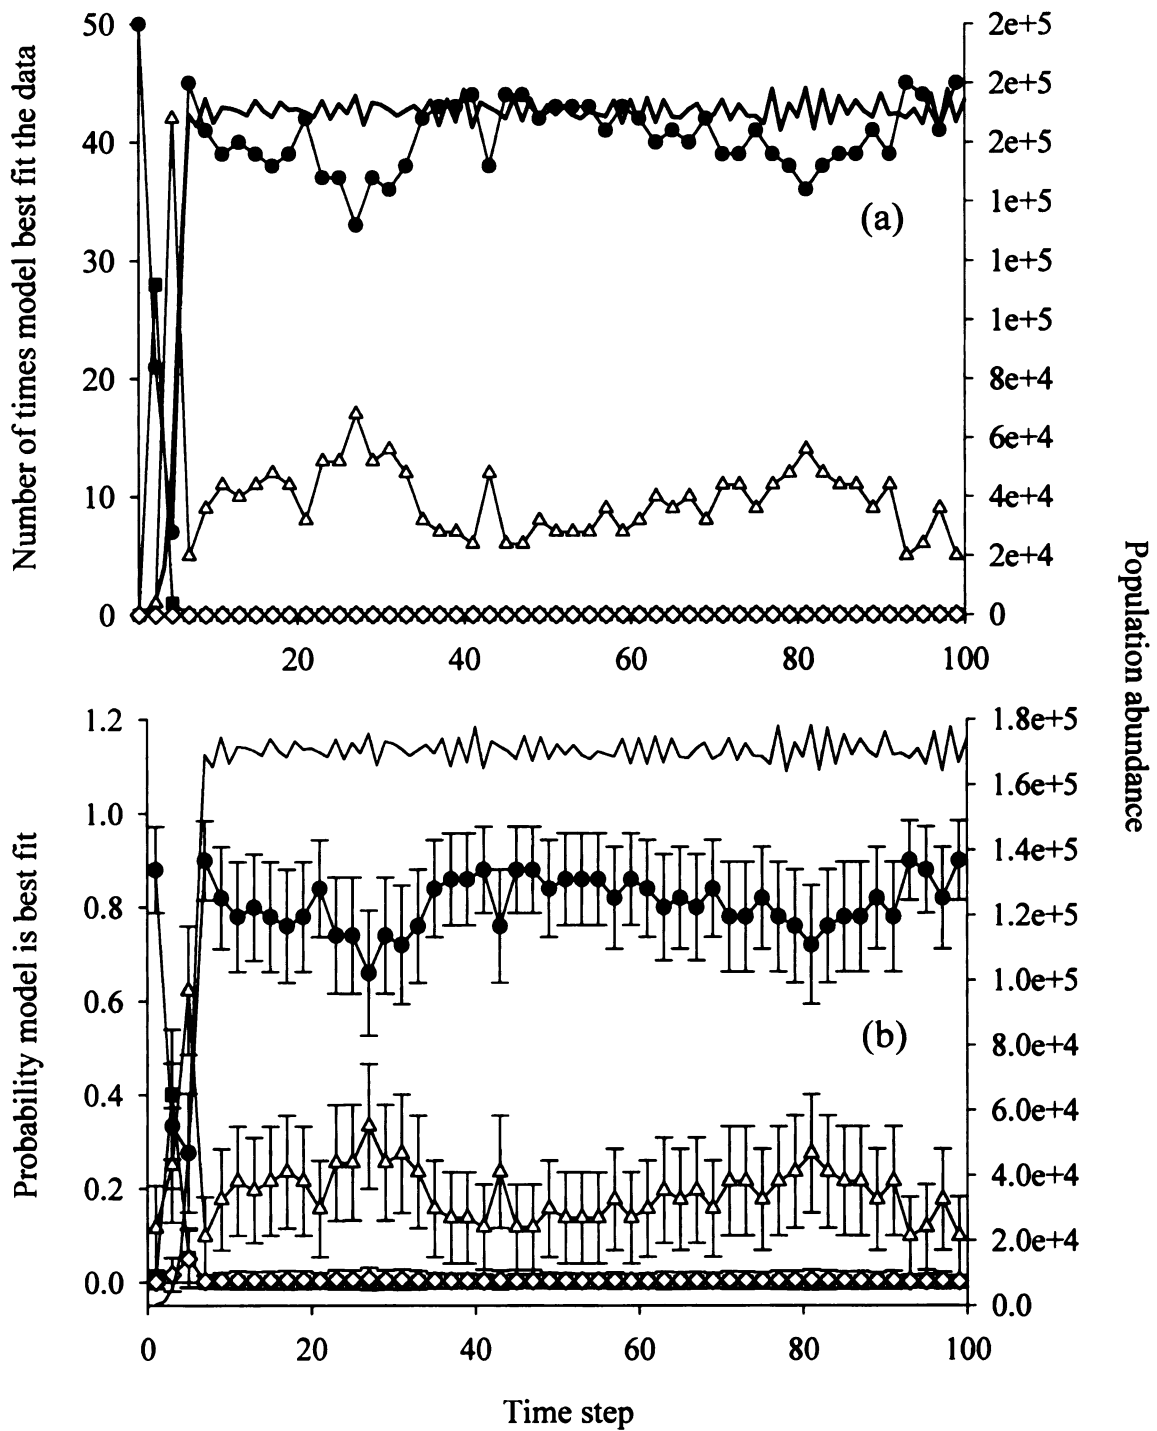 Number of times model best fit the data
50
40
30
20
10
0
2e+5
2e+5
2e+5
1e+5
1e+5
1e+5
8e+4
6e+4
4e+4
2e+4
0
(a)
20 40 60 80 100
Population abundance
Probability model is best fit
1.2
1.0
0.8
0.6
0.4
0.2
0.0
1.8e+5
1.6e+5
1.4e+5
1.2e+5
1.0e+5
8.0e+4
6.0e+4
4.0e+4
2.0e+4
0.0
(b)
0 20 40 60 80 100
Time step